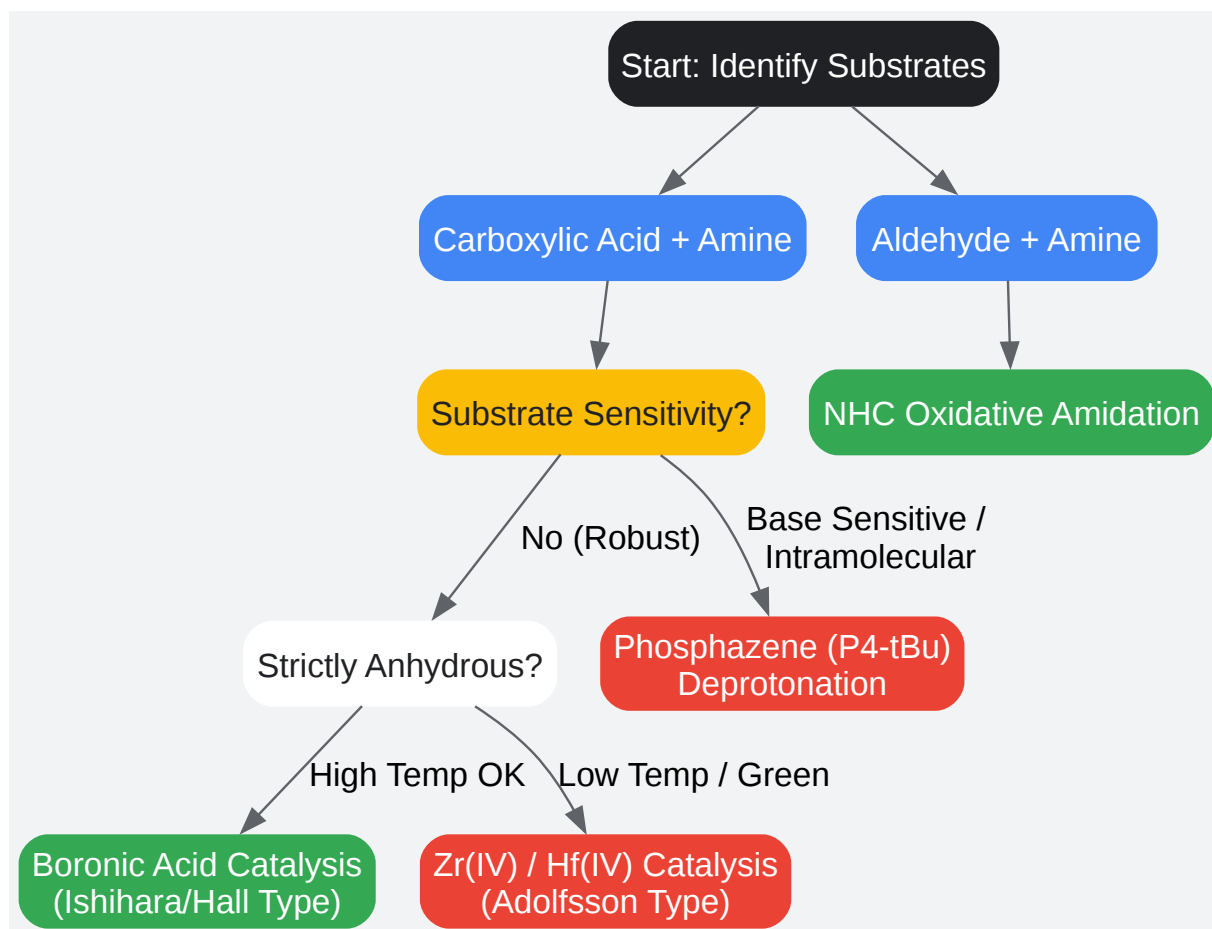 Start: Identify Substrates
Carboxylic Acid + Amine
Aldehyde + Amine
Substrate Sensitivity?
NHC Oxidative Amidation
No (Robust)
Base Sensitive /
Intramolecular
Strictly Anhydrous?
Phosphazene (P4-tBu)
Deprotonation
High Temp OK
Low Temp / Green
Boronic Acid Catalysis
(Ishihara/Hall Type)
Zr(IV) / Hf(IV) Catalysis
(Adolfsson Type)